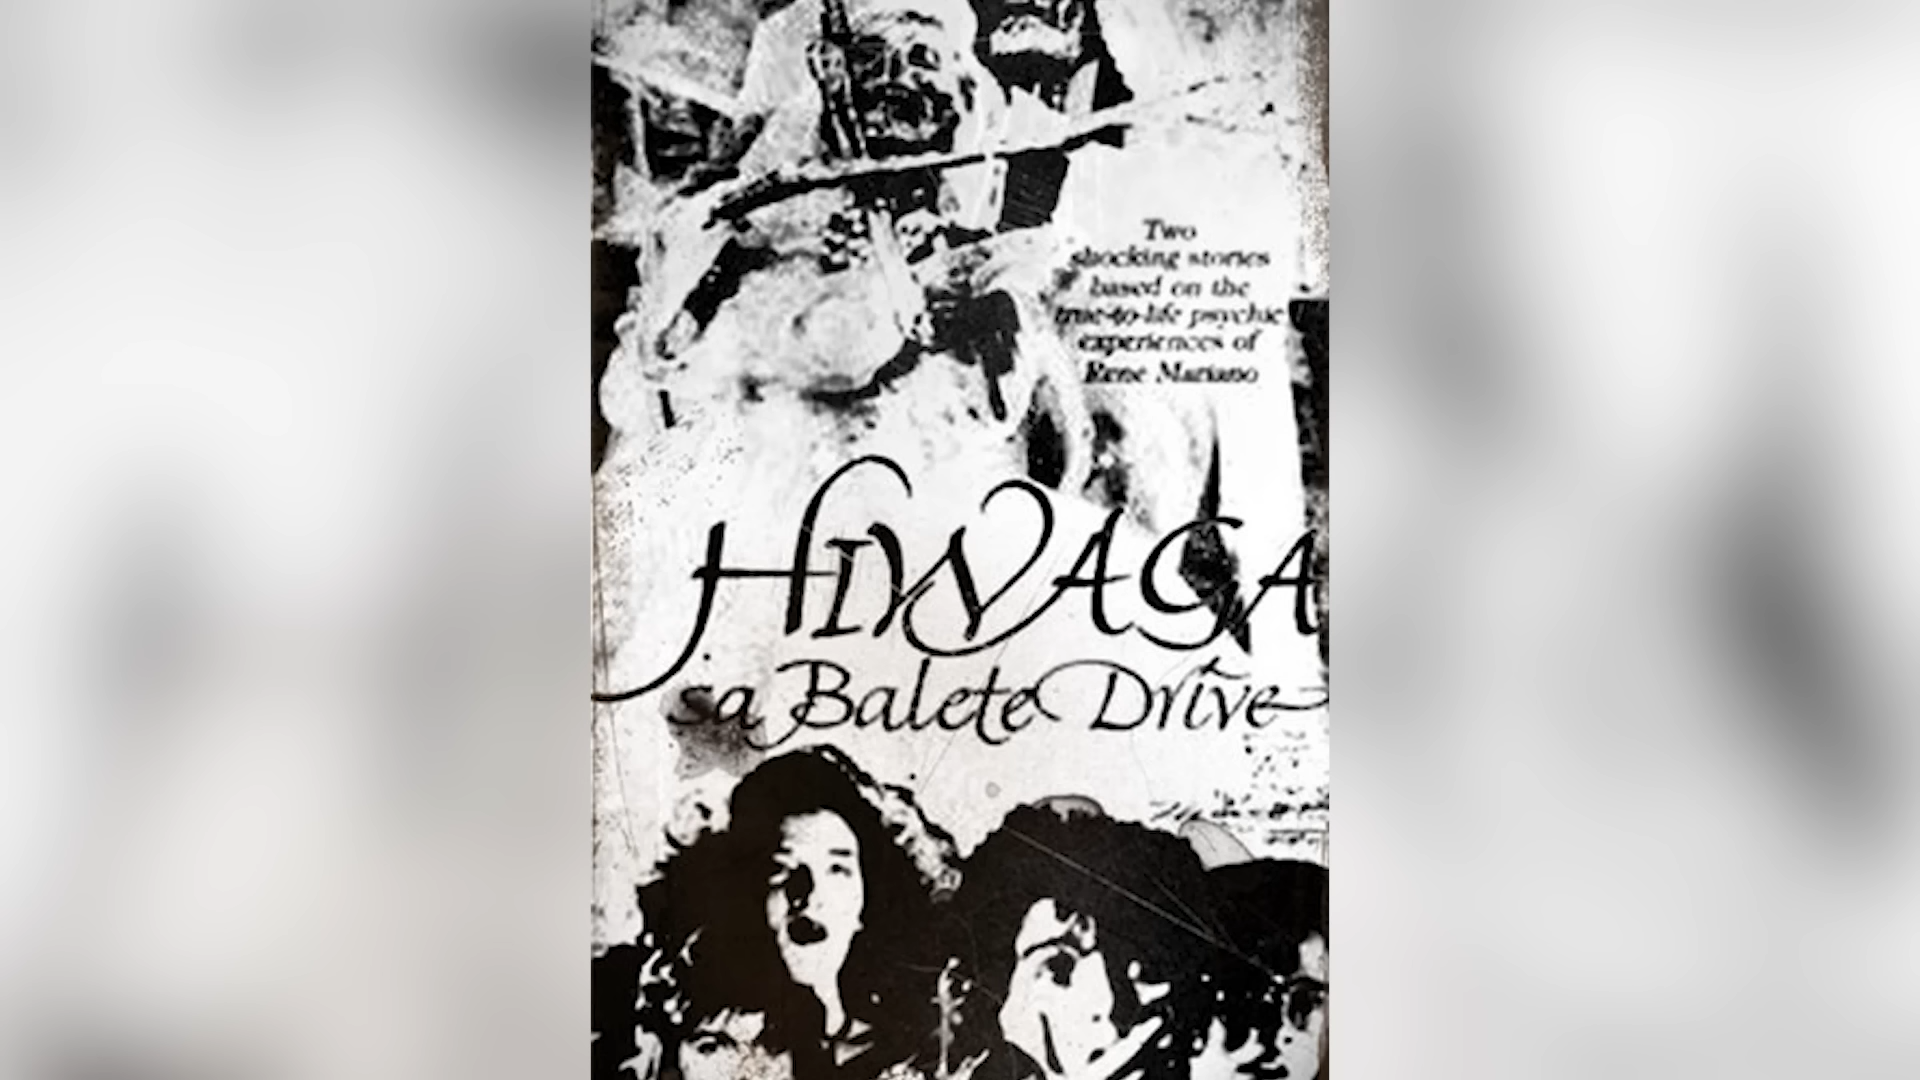 Two
shocking stories
based on the
true-to-life psychic
experiences of
Rene Mariano
HIWAGA
sa Balete Drive